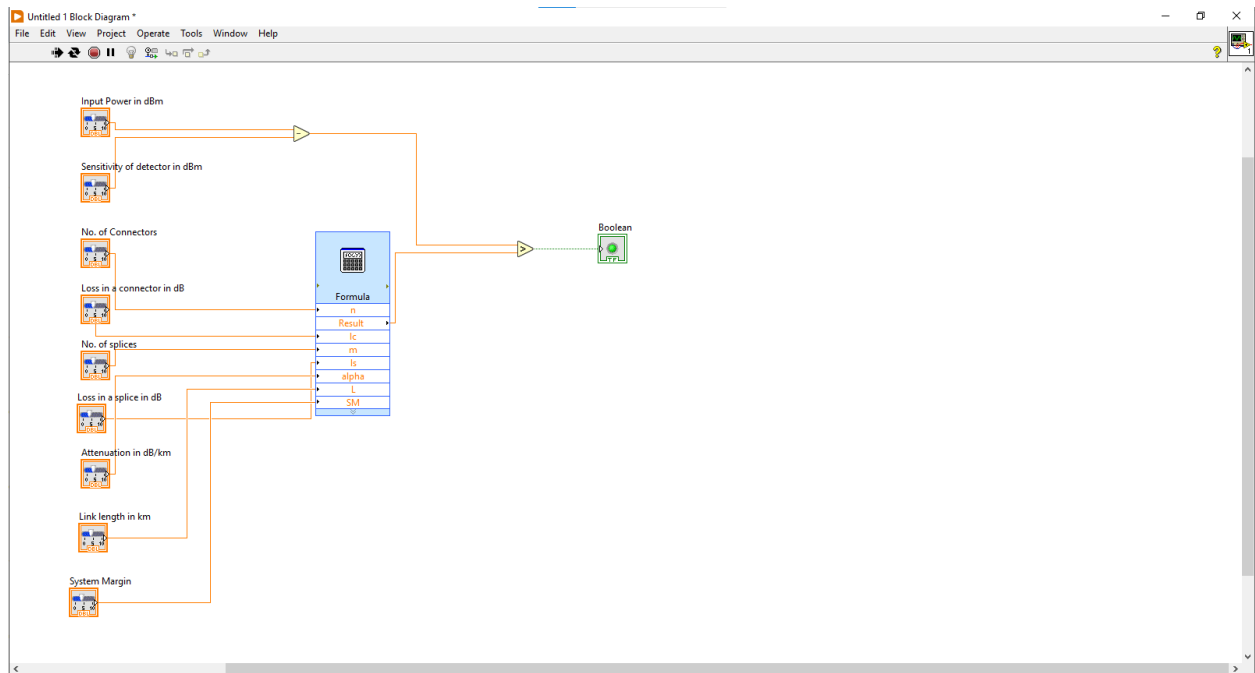 Untitled 1 Block Diagram *
File Edit View Project Operate Tools Window Help
Input Power in dBm
Sensitivity of detector in dBm
No. of Connectors
Loss in a connector in dB
No. of splices
Loss in a splice in dB
Attenuation in dB/km
Link length in km
System Margin
Formula
n
Result
lc
m
ls
alpha
L
SM
Boolean
TF